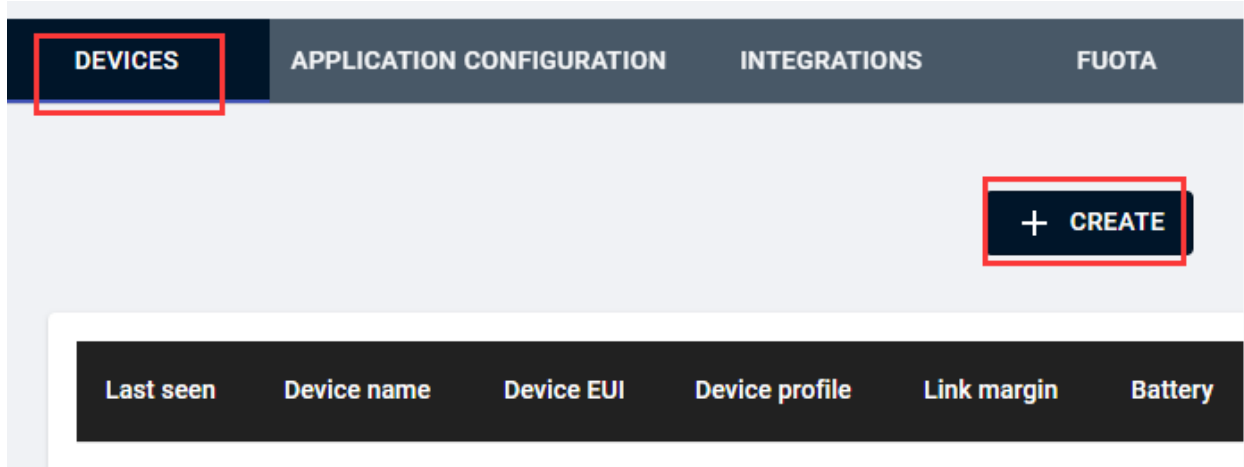 DEVICES APPLICATION CONFIGURATION INTEGRATIONS FUOTA
+ CREATE
Last seen Device name Device EUI Device profile Link margin Battery